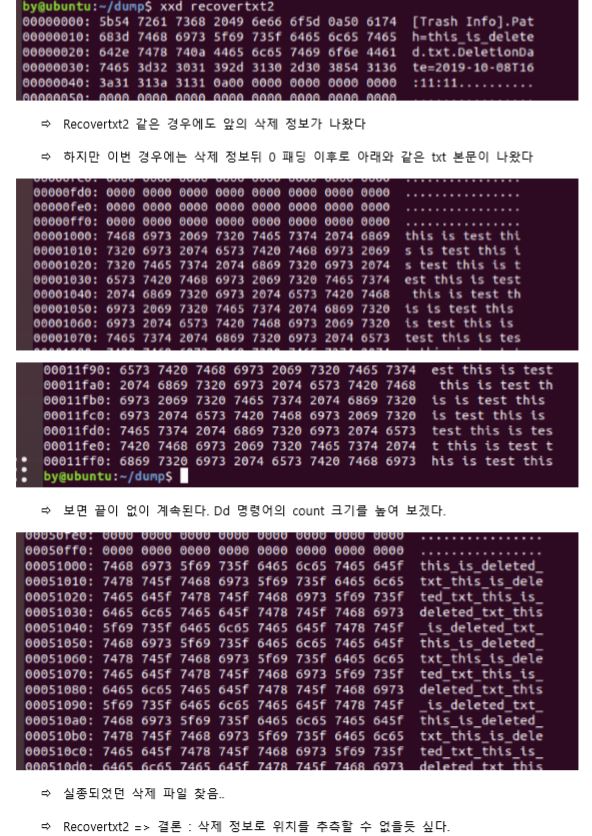 by@ubuntu:~/dump$ xxd recovertxt2
00000000: 5b54 7261 7368 2049 6e66 6f5d 0a50 6174  [Trash Info].Pat
00000010: 683d 7468 6973 5f69 735f 6465 6c65 7465  h=this_is_delete
00000020: 642e 7478 740a 4465 6c65 7469 6f6e 4461  d.txt.DeletionDa
00000030: 7465 3d32 3031 392d 3130 2d30 3854 3136  te=2019-10-08T16
00000040: 3a31 313a 3131 0a00 0000 0000 0000 0000  :11:11..........
00000050: 0000 0000 0000 0000 0000 0000 0000 0000  ................
⇨ Recovertxt2 같은 경우에도 앞의 삭제 정보가 나왔다
⇨ 하지만 이번 경우에는 삭제 정보뒤 0 패딩 이후로 아래와 같은 txt 본문이 나왔다
00000fd0: 0000 0000 0000 0000 0000 0000 0000 0000  ................
00000fe0: 0000 0000 0000 0000 0000 0000 0000 0000  ................
00000ff0: 0000 0000 0000 0000 0000 0000 0000 0000  ................
00001000: 7468 6973 2069 7320 7465 7374 2074 6869  this is test thi
00001010: 7320 6973 2074 6573 7420 7468 6973 2069  s is test this i
00001020: 7320 7465 7374 2074 6869 7320 6973 2074  s test this is t
00001030: 6573 7420 7468 6973 2069 7320 7465 7374  est this is test
00001040: 2074 6869 7320 6973 2074 6573 7420 7468   this is test th
00001050: 6973 2069 7320 7465 7374 2074 6869 7320  is is test this
00001060: 6973 2074 6573 7420 7468 6973 2069 7320  is test this is
00001070: 7465 7374 2074 6869 7320 6973 2074 6573  test this is tes
00011f90: 6573 7420 7468 6973 2069 7320 7465 7374  est this is test
00011fa0: 2074 6869 7320 6973 2074 6573 7420 7468   this is test th
00011fb0: 6973 2069 7320 7465 7374 2074 6869 7320  is is test this
00011fc0: 6973 2074 6573 7420 7468 6973 2069 7320  is test this is
00011fd0: 7465 7374 2074 6869 7320 6973 2074 6573  test this is tes
00011fe0: 7420 7468 6973 2069 7320 7465 7374 2074  t this is test t
00011ff0: 6869 7320 6973 2074 6573 7420 7468 6973  his is test this
by@ubuntu:~/dump$
⇨ 보면 끝이 없이 계속된다. Dd 명령어의 count 크기를 높여 보겠다.
00050fe0: 0000 0000 0000 0000 0000 0000 0000 0000  ................
00050ff0: 0000 0000 0000 0000 0000 0000 0000 0000  ................
00051000: 7468 6973 5f69 735f 6465 6c65 7465 645f  this_is_deleted_
00051010: 7478 745f 7468 6973 5f69 735f 6465 6c65  txt_this_is_dele
00051020: 7465 645f 7478 745f 7468 6973 5f69 735f  ted_txt_this_is_
00051030: 6465 6c65 7465 645f 7478 745f 7468 6973  deleted_txt_this
00051040: 5f69 735f 6465 6c65 7465 645f 7478 745f  _is_deleted_txt_
00051050: 7468 6973 5f69 735f 6465 6c65 7465 645f  this_is_deleted_
00051060: 7478 745f 7468 6973 5f69 735f 6465 6c65  txt_this_is_dele
00051070: 7465 645f 7478 745f 7468 6973 5f69 735f  ted_txt_this_is_
00051080: 6465 6c65 7465 645f 7478 745f 7468 6973  deleted_txt_this
00051090: 5f69 735f 6465 6c65 7465 645f 7478 745f  _is_deleted_txt_
000510a0: 7468 6973 5f69 735f 6465 6c65 7465 645f  this_is_deleted_
000510b0: 7478 745f 7468 6973 5f69 735f 6465 6c65  txt_this_is_dele
000510c0: 7465 645f 7478 745f 7468 6973 5f69 735f  ted_txt_this_is_
000510d0: 6465 6c65 7465 645f 7478 745f 7468 6973  deleted_txt_this
⇨ 실종되었던 삭제 파일 찾음..
⇨ Recovertxt2 => 결론 : 삭제 정보로 위치를 추측할 수 없을듯 싶다.